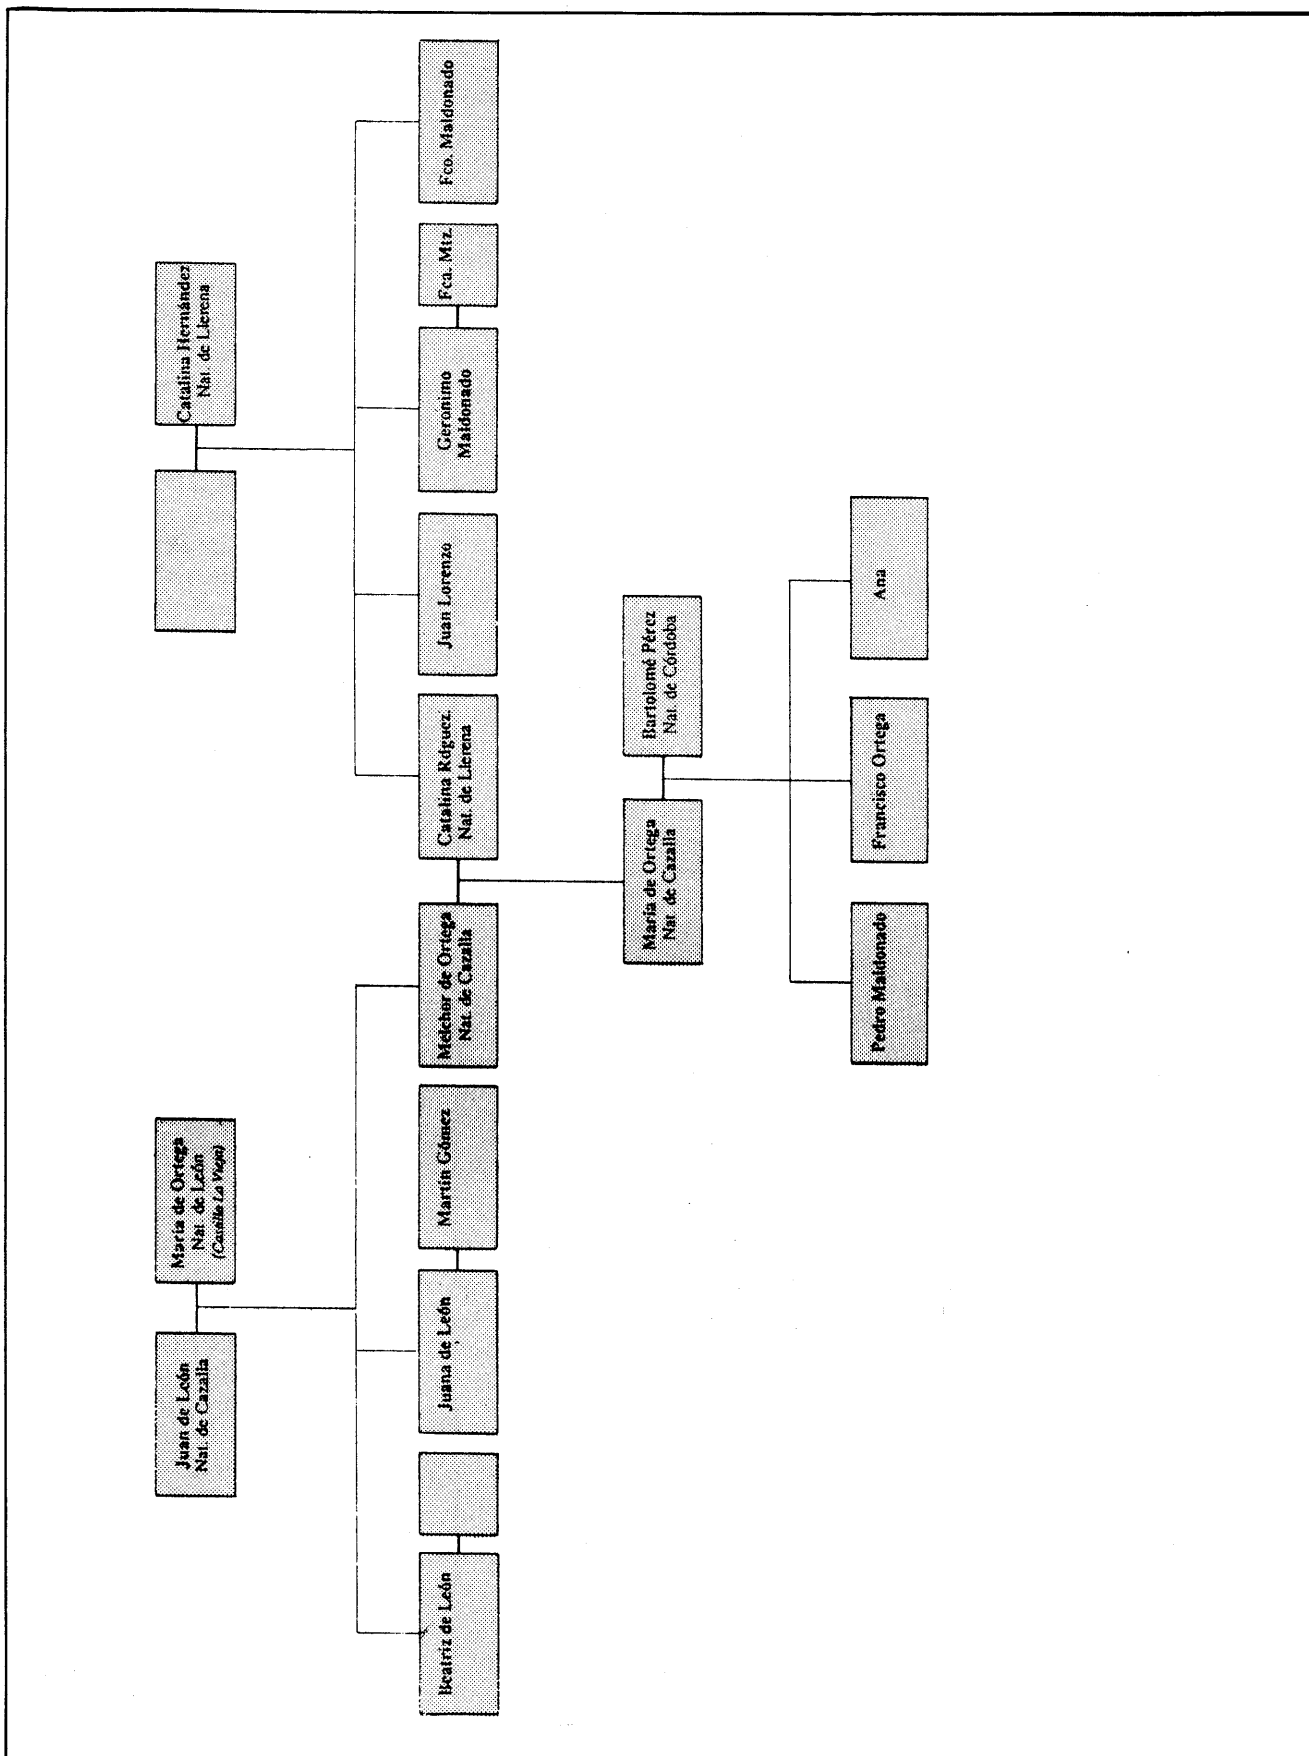 Juan de León
Nat. de Cazalla
María de Ortega
Nat. de León
(Castilla La Vieja)
Catalina Hernández
Nat. de Llerena
Beatriz de León
Juana de León
Martín Gómez
Melchor de Ortega
Nat. de Cazalla
Catalina Rdguez.
Nat. de Llerena
Juan Lorenzo
Geronimo
Maldonado
Fca. Mtz.
Fco. Maldonado
María de Ortega
Nat. de Cazalla
Bartolomé Pérez
Nat. de Córdoba
Pedro Maldonado
Francisco Ortega
Ana